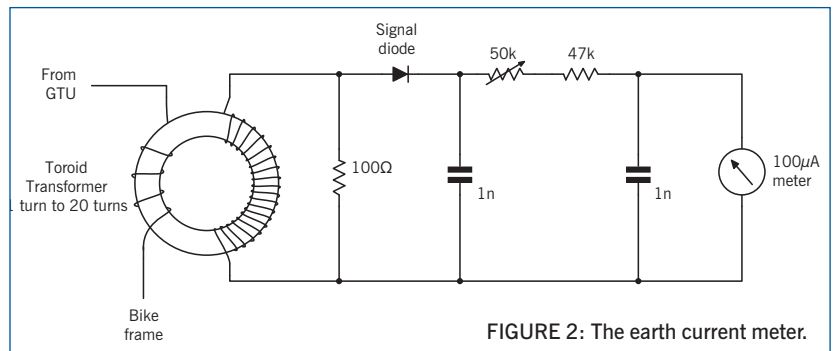 Signal
diode
50k
47k
From
GTU
Toroid
Transformer
1 turn to 20 turns
100Ω
1n
1n
100µA
meter
Bike
frame
FIGURE 2: The earth current meter.